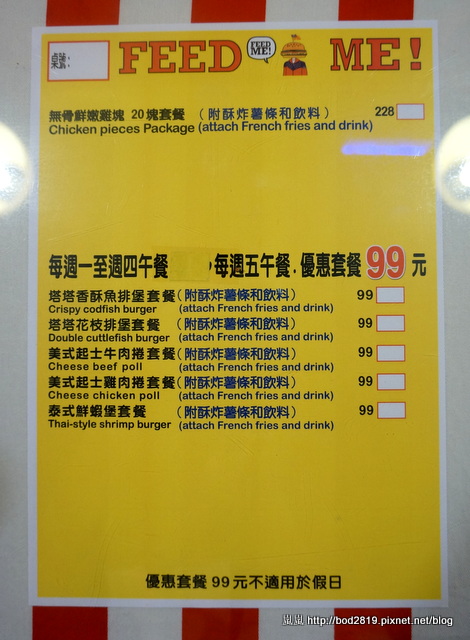 桌號:
FEED FEED ME! ME!
無骨鮮嫩雞塊 20塊套餐 (附酥炸薯條和飲料) 228
Chicken pieces Package (attach French fries and drink)
每週一至週四午餐 ,每週五午餐.優惠套餐 99 元
塔塔香酥魚排堡套餐(附酥炸薯條和飲料) 99
Crispy codfish burger (attach French fries and drink)
塔塔花枝排堡套餐 (附酥炸薯條和飲料) 99
Double cuttlefish burger (attach French fries and drink)
美式起士牛肉捲套餐(附酥炸薯條和飲料) 99
Cheese beef poll (attach French fries and drink)
美式起士雞肉捲套餐(附酥炸薯條和飲料) 99
Cheese chicken poll (attach French fries and drink)
泰式鮮蝦堡套餐 (附酥炸薯條和飲料) 99
Thai-style shrimp burger (attach French fries and drink)
優惠套餐 99 元不適用於假日
嵐嵐 http://bod2819.pixnet.net/blog